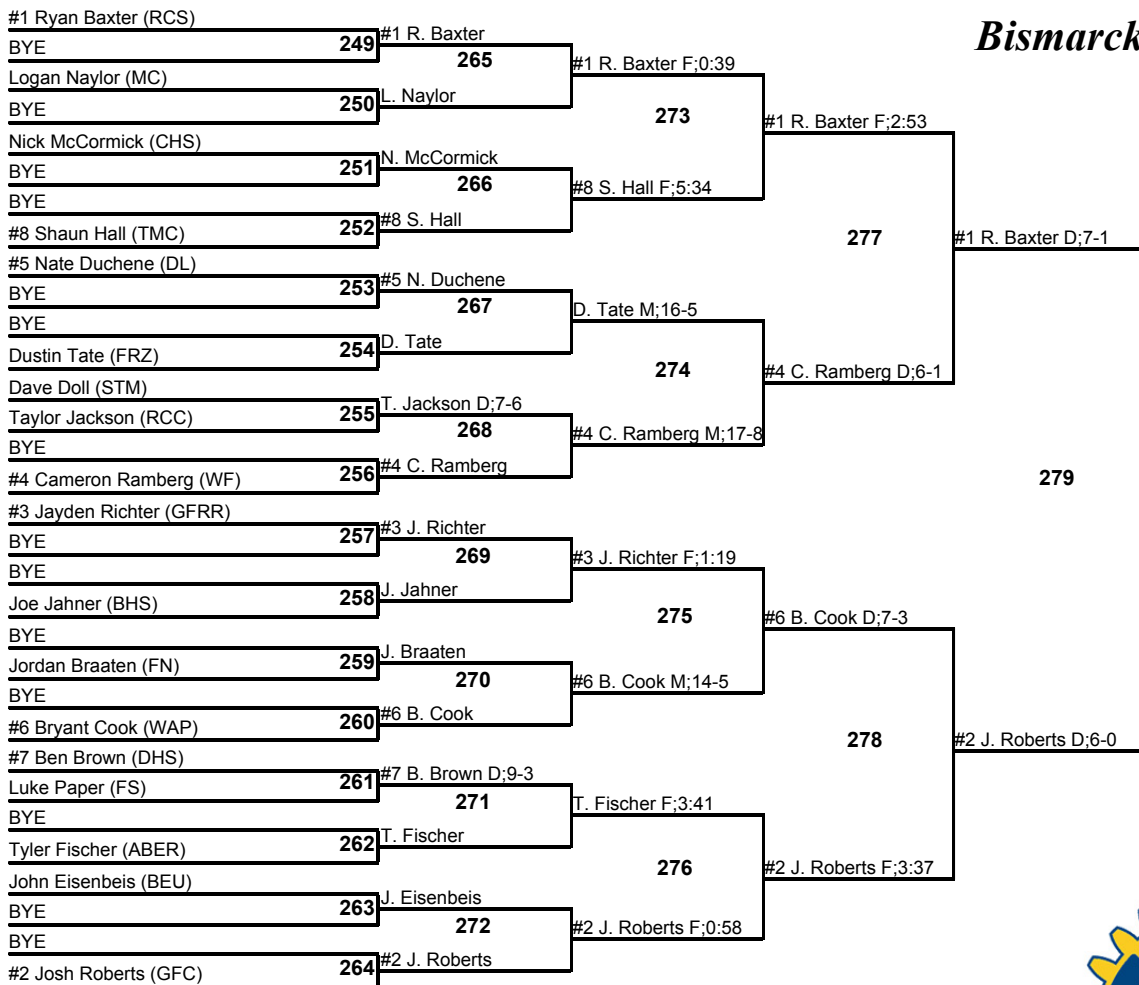 Bismarck
#1 Ryan Baxter (RCS)
BYE
Logan Naylor (MC)
BYE
Nick McCormick (CHS)
BYE
BYE
#8 Shaun Hall (TMC)
#5 Nate Duchene (DL)
BYE
BYE
Dustin Tate (FRZ)
Dave Doll (STM)
Taylor Jackson (RCC)
BYE
#4 Cameron Ramberg (WF)
#3 Jayden Richter (GFRR)
BYE
BYE
Joe Jahner (BHS)
BYE
Jordan Braaten (FN)
BYE
#6 Bryant Cook (WAP)
#7 Ben Brown (DHS)
Luke Paper (FS)
BYE
Tyler Fischer (ABER)
John Eisenbeis (BEU)
BYE
BYE
#2 Josh Roberts (GFC)
249
250
251
252
253
254
255
256
257
258
259
260
261
262
263
264
#1 R. Baxter
265
L. Naylor
N. McCormick
266
#8 S. Hall
#5 N. Duchene
267
D. Tate
T. Jackson D;7-6
268
#4 C. Ramberg
#3 J. Richter
269
J. Jahner
J. Braaten
270
#6 B. Cook
#7 B. Brown D;9-3
271
T. Fischer
J. Eisenbeis
272
#2 J. Roberts
#1 R. Baxter F;0:39
273
#8 S. Hall F;5:34
D. Tate M;16-5
274
#4 C. Ramberg M;17-8
#3 J. Richter F;1:19
275
#6 B. Cook M;14-5
T. Fischer F;3:41
276
#2 J. Roberts F;0:58
#1 R. Baxter F;2:53
277
#4 C. Ramberg D;6-1
#6 B. Cook D;7-3
278
#2 J. Roberts F;3:37
#1 R. Baxter D;7-1
279
#2 J. Roberts D;6-0